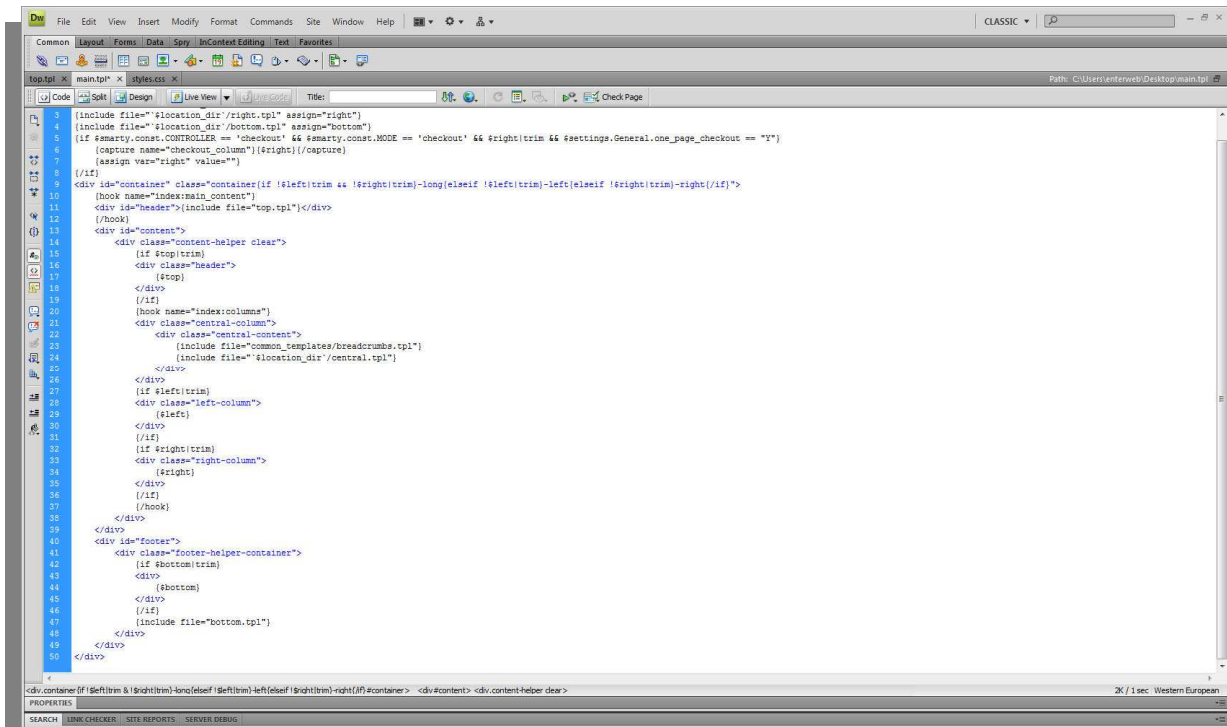 Dw File Edit View Insert Modify Format Commands Site Window Help CLASSIC
Common Layout Forms Data Spry InContext Editing Text Favorites
top.tpl × main.tpl* × styles.css × Path: C:\Users\enterweb\Desktop\main.tpl
Code Split Design Live View Live Code Title: Check Page
3 {include file="`$location_dir`/right.tpl" assign="right"}
4 {include file="`$location_dir`/bottom.tpl" assign="bottom"}
5 {if $smarty.const.CONTROLLER == 'checkout' && $smarty.const.MODE == 'checkout' && $right|trim && $settings.General.one_page_checkout == "Y"}
6 {capture name="checkout_column"}{$right}{/capture}
7 {assign var="right" value=""}
8 {/if}
9 <div id="container" class="container{if !$left|trim && !$right|trim}-long{elseif !$left|trim}-left{elseif !$right|trim}-right{/if}">
10 {hook name="index:main_content"}
11 <div id="header">{include file="top.tpl"}</div>
12 {/hook}
13 <div id="content">
14 <div class="content-helper clear">
15 {if $top|trim}
16 <div class="header">
17 {$top}
18 </div>
19 {/if}
20 {hook name="index:columns"}
21 <div class="central-column">
22 <div class="central-content">
23 {include file="common_templates/breadcrumbs.tpl"}
24 {include file="`$location_dir`/central.tpl"}
25 </div>
26 </div>
27 {if $left|trim}
28 <div class="left-column">
29 {$left}
30 </div>
31 {/if}
32 {if $right|trim}
33 <div class="right-column">
34 {$right}
35 </div>
36 {/if}
37 {/hook}
38 </div>
39 </div>
40 <div id="footer">
41 <div class="footer-helper-container">
42 {if $bottom|trim}
43 <div>
44 {$bottom}
45 </div>
46 {/if}
47 {include file="bottom.tpl"}
48 </div>
49 </div>
50 </div>
<div.container{if !$left|trim & !$right|trim}-long{elseif !$left|trim}-left{elseif !$right|trim}-right{/if}#container> <div#content> <div.content-helper clear> 2K / 1 sec Western European
PROPERTIES
SEARCH LINK CHECKER SITE REPORTS SERVER DEBUG